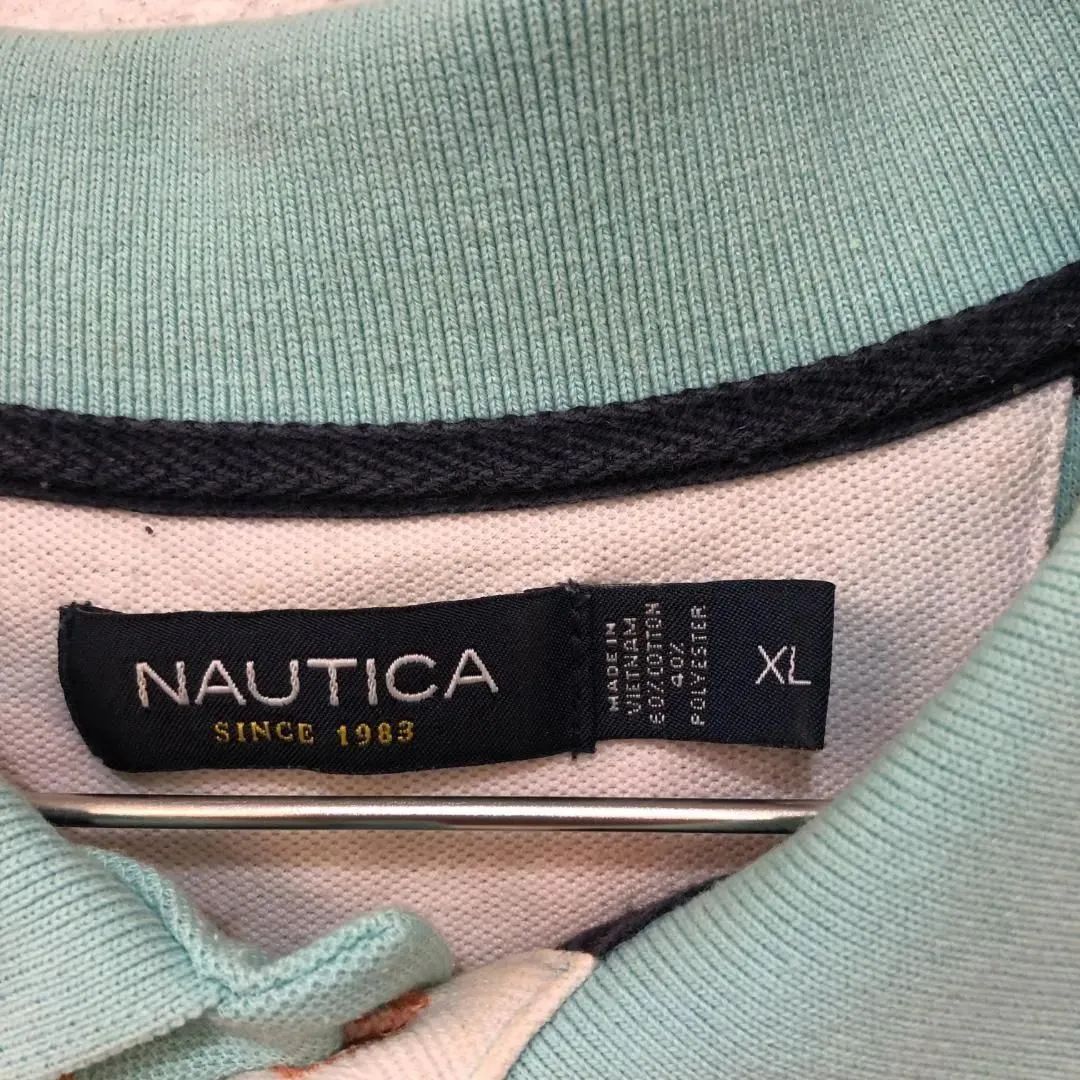 NAUTICA
SINCE 1983
MADE IN
VIETNAM
60% COTTON
40%
POLYESTER
XL